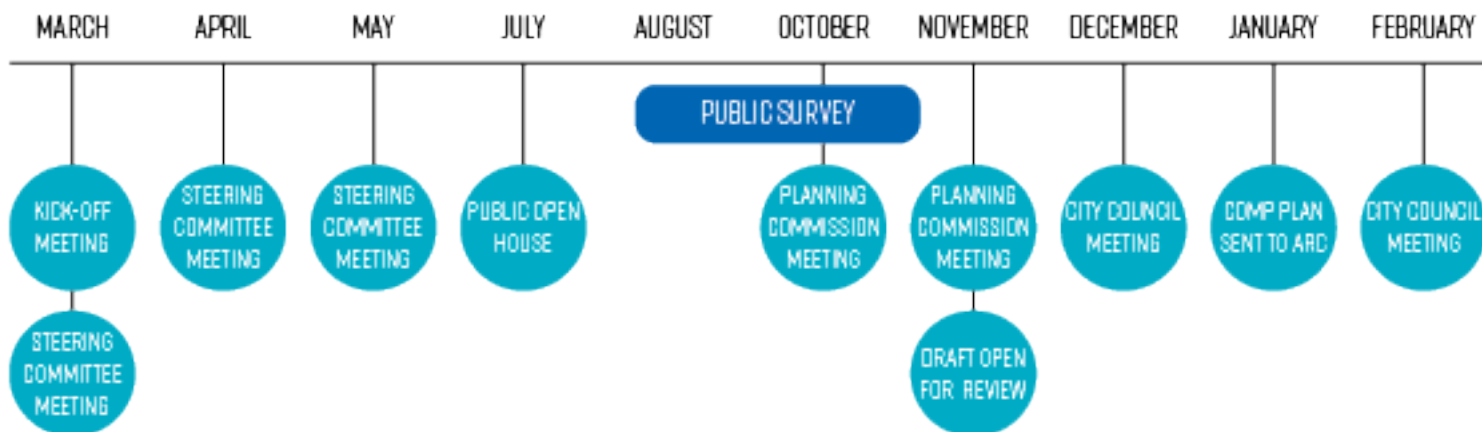 MARCH APRIL MAY JULY AUGUST OCTOBER NOVEMBER DECEMBER JANUARY FEBRUARY
PUBLIC SURVEY
KICK-OFF
MEETING
STEERING
COMMITTEE
MEETING
STEERING
COMMITTEE
MEETING
PUBLIC OPEN
HOUSE
PLANNING
COMMISSION
MEETING
PLANNING
COMMISSION
MEETING
CITY COUNCIL
MEETING
COMP PLAN
SENT TO ARC
CITY COUNCIL
MEETING
STEERING
COMMITTEE
MEETING
DRAFT OPEN
FOR REVIEW